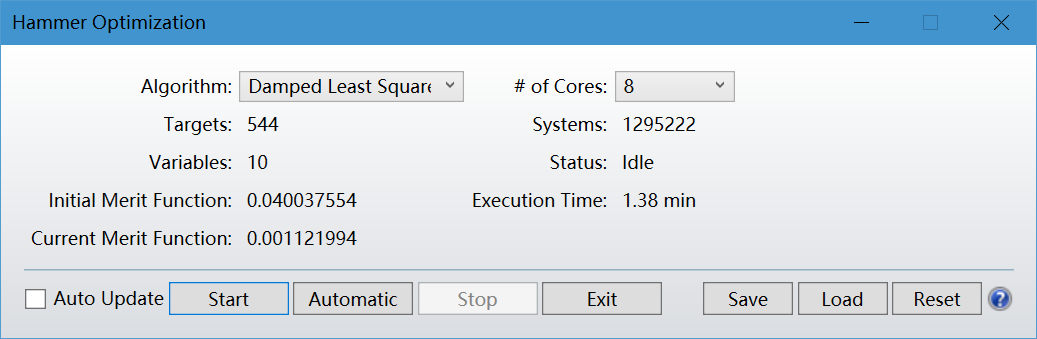 Hammer Optimization
Algorithm: Damped Least Square # of Cores: 8
Targets: 544 Systems: 1295222
Variables: 10 Status: Idle
Initial Merit Function: 0.040037554 Execution Time: 1.38 min
Current Merit Function: 0.001121994
Auto Update Start Automatic Stop Exit Save Load Reset ?